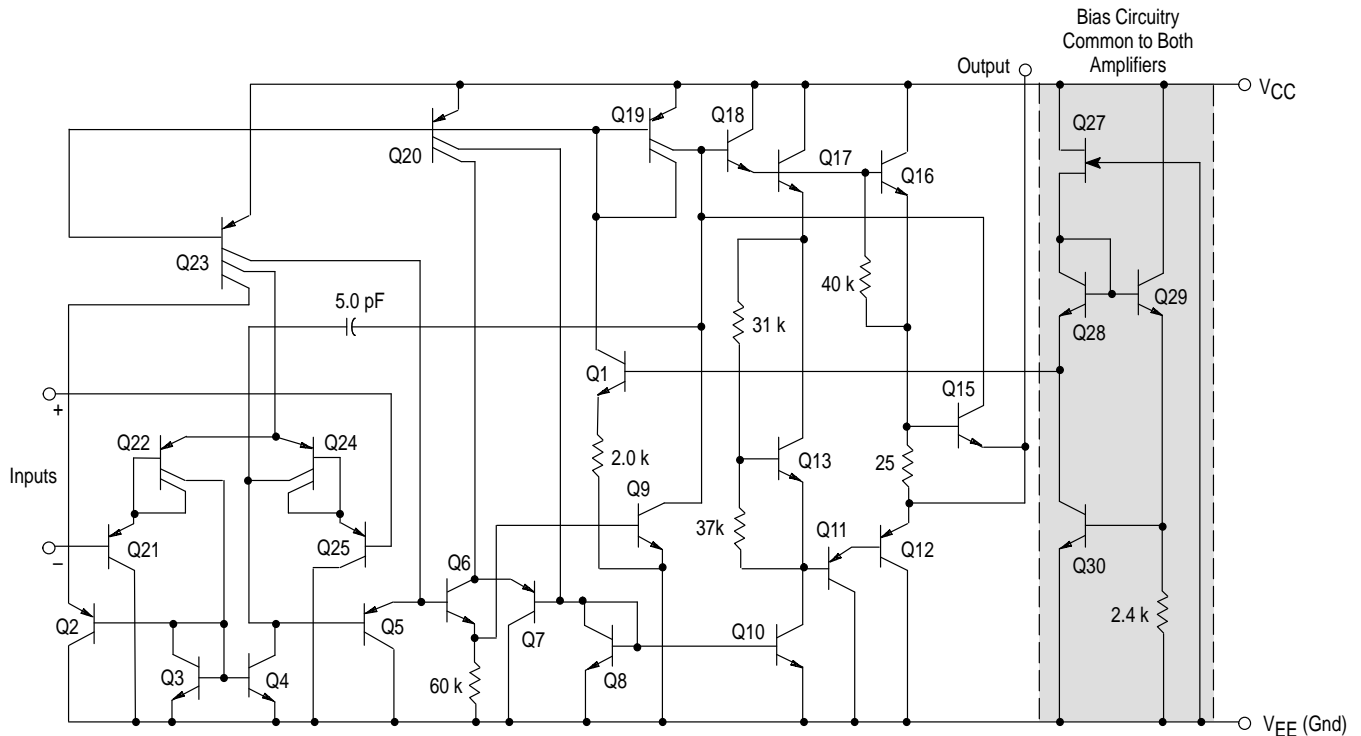 Bias Circuitry
Common to Both
Amplifiers
Output
VCC
Q19
Q18
Q27
Q20
Q17
Q16
Q23
40 k
Q29
5.0 pF
31 k
Q28
Q1
Q15
+
Q22
Q24
2.0 k
Q13
25
Inputs
Q9
37k
Q11
−
Q21
Q25
Q12
Q6
Q30
Q2
Q5
Q7
Q10
2.4 k
Q3
Q4
60 k
Q8
VEE (Gnd)